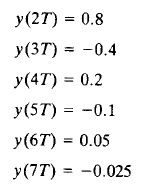 y(2T) = 0.8
y(3T) = −0.4
y(4T) = 0.2
y(5T) = −0.1
y(6T) = 0.05
y(7T) = −0.025